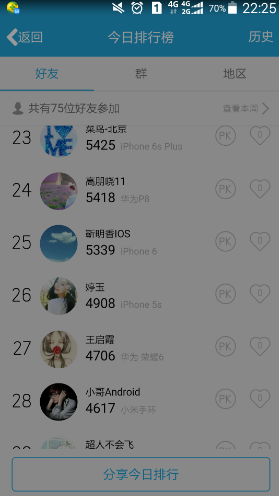 1 4G 4G 70% 22:25
返回 今日排行榜 历史
好友 群 地区
共有75位好友参加 查看本周
23 菜鸟-北京 PK 0
5425 iPhone 6s Plus
24 高朋晓11 PK 0
5418 华为P8
25 靳明香IOS PK 0
5339 iPhone 6
26 婷玉 PK 0
4908 iPhone 5s
27 王启霞 PK 0
4706 华为 荣耀6
28 小哥Android PK 0
4617 小米手环
超人不会飞
分享今日排行